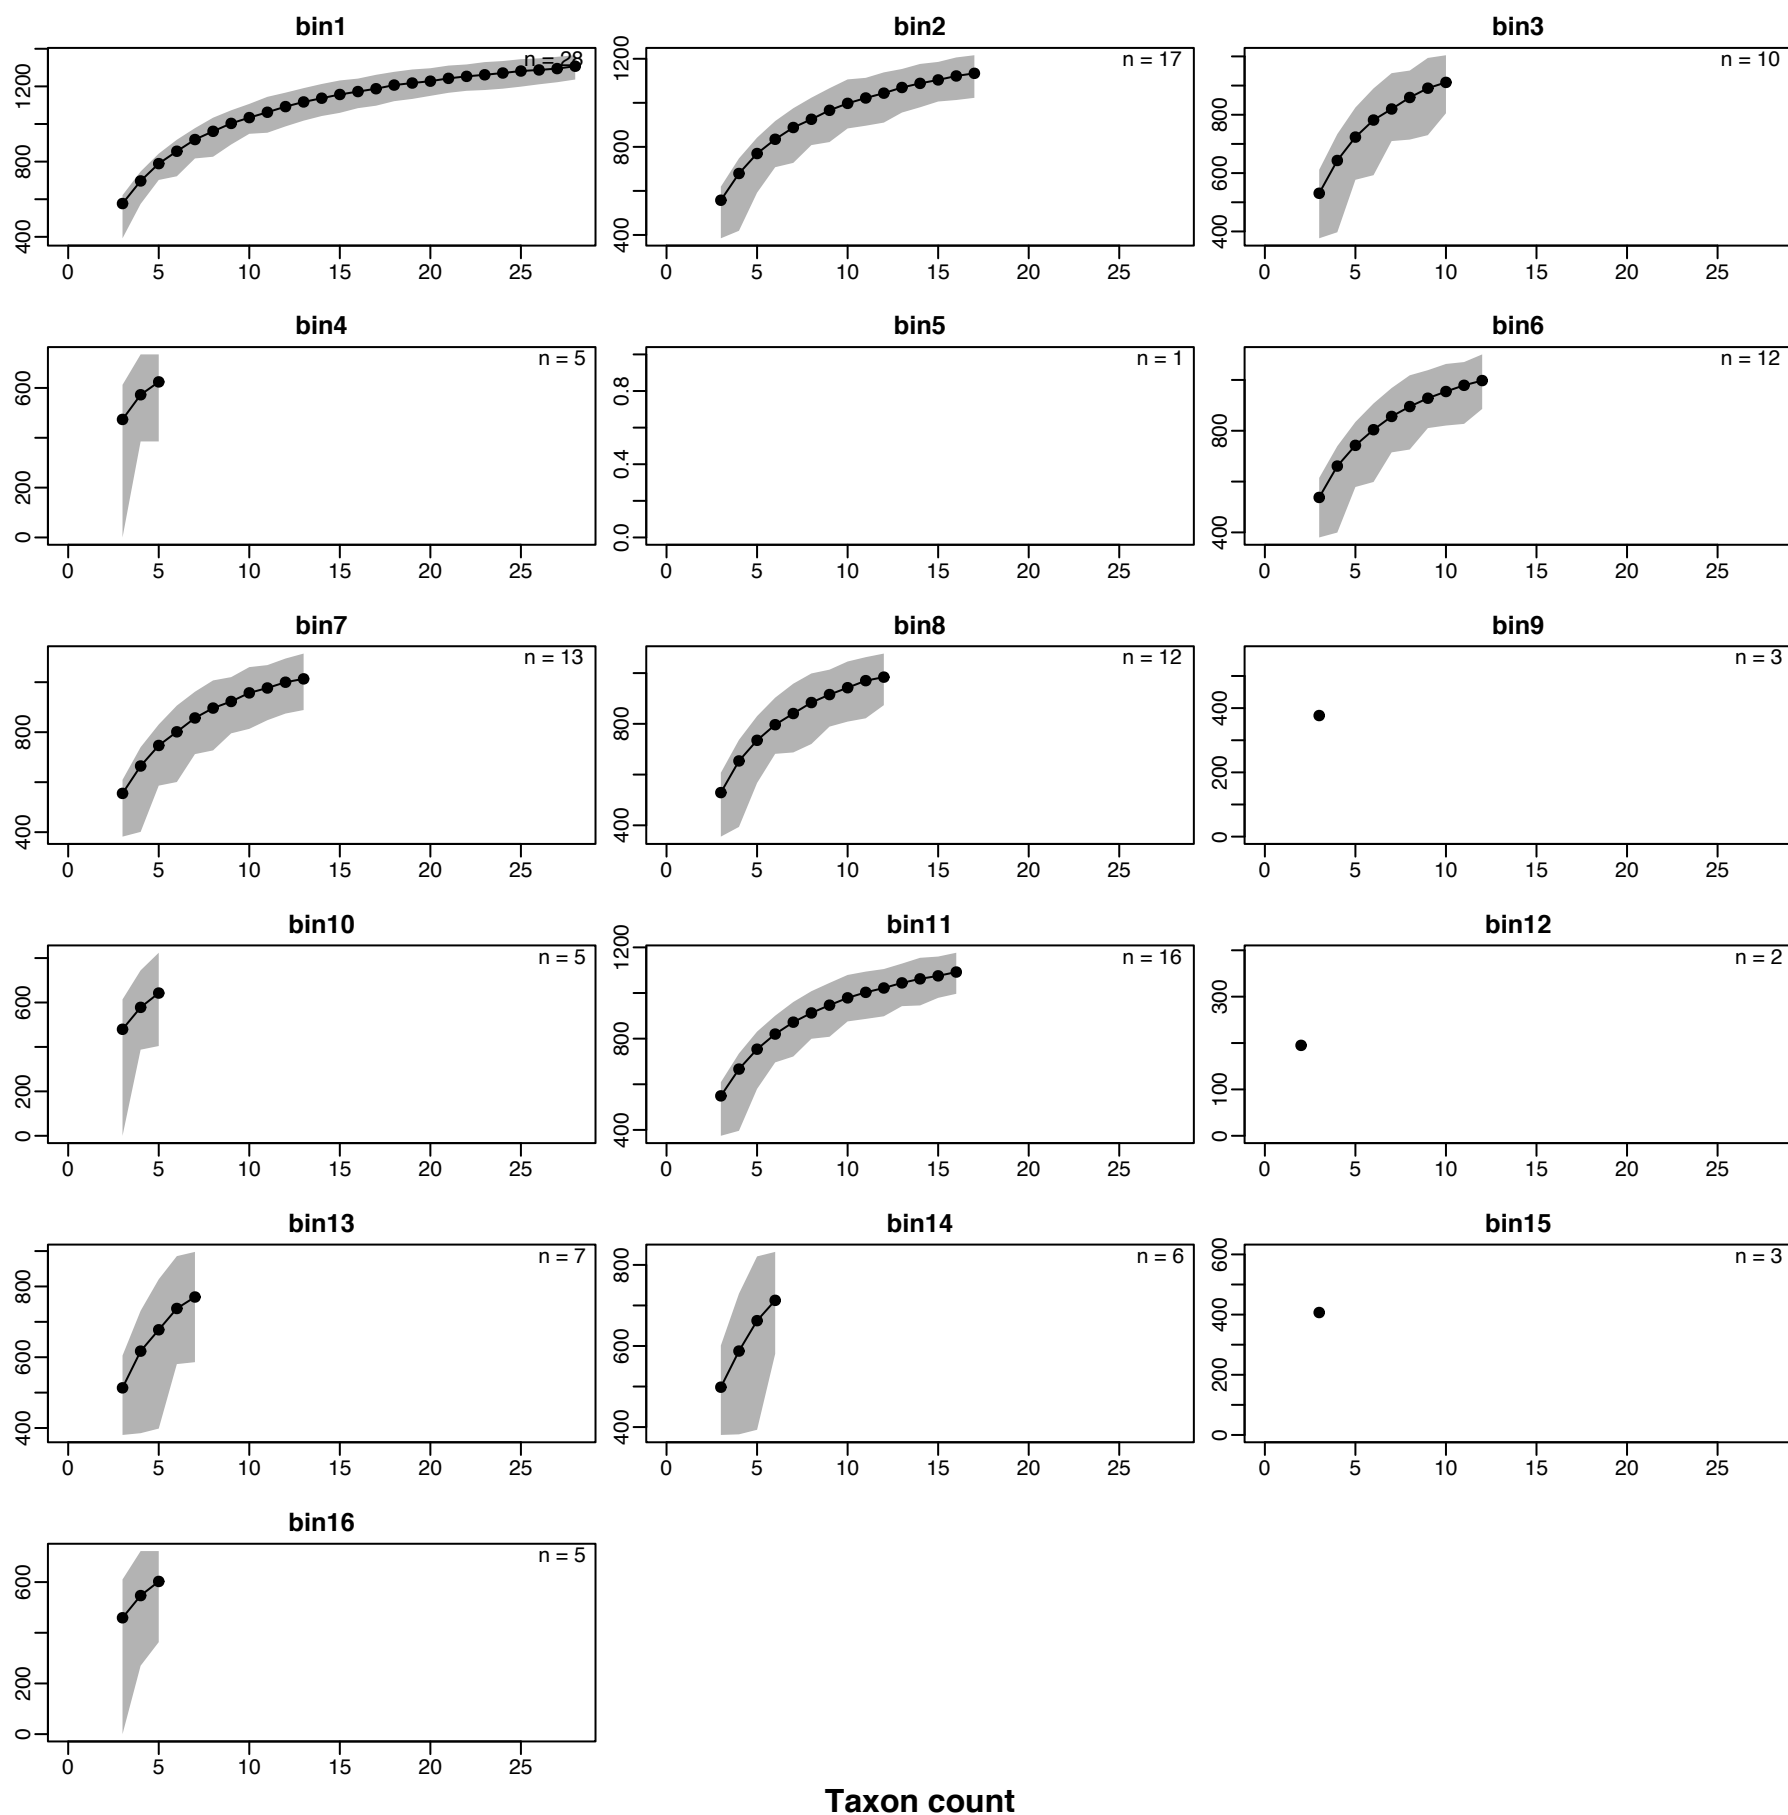 bin1
n = 28
400 800 1200
0 5 10 15 20 25
bin2
n = 17
400 800 1200
0 5 10 15 20 25
bin3
n = 10
400 600 800
0 5 10 15 20 25
bin4
n = 5
0 200 600
0 5 10 15 20 25
bin5
n = 1
0.0 0.4 0.8
0 5 10 15 20 25
bin6
n = 12
400 800
0 5 10 15 20 25
bin7
n = 13
400 800
0 5 10 15 20 25
bin8
n = 12
400 800
0 5 10 15 20 25
bin9
n = 3
0 200 400
0 5 10 15 20 25
bin10
n = 5
0 200 600
0 5 10 15 20 25
bin11
n = 16
400 800 1200
0 5 10 15 20 25
bin12
n = 2
0 100 300
0 5 10 15 20 25
bin13
n = 7
400 600 800
0 5 10 15 20 25
bin14
n = 6
400 600 800
0 5 10 15 20 25
bin15
n = 3
0 200 400 600
0 5 10 15 20 25
bin16
n = 5
0 200 600
0 5 10 15 20 25
Taxon count